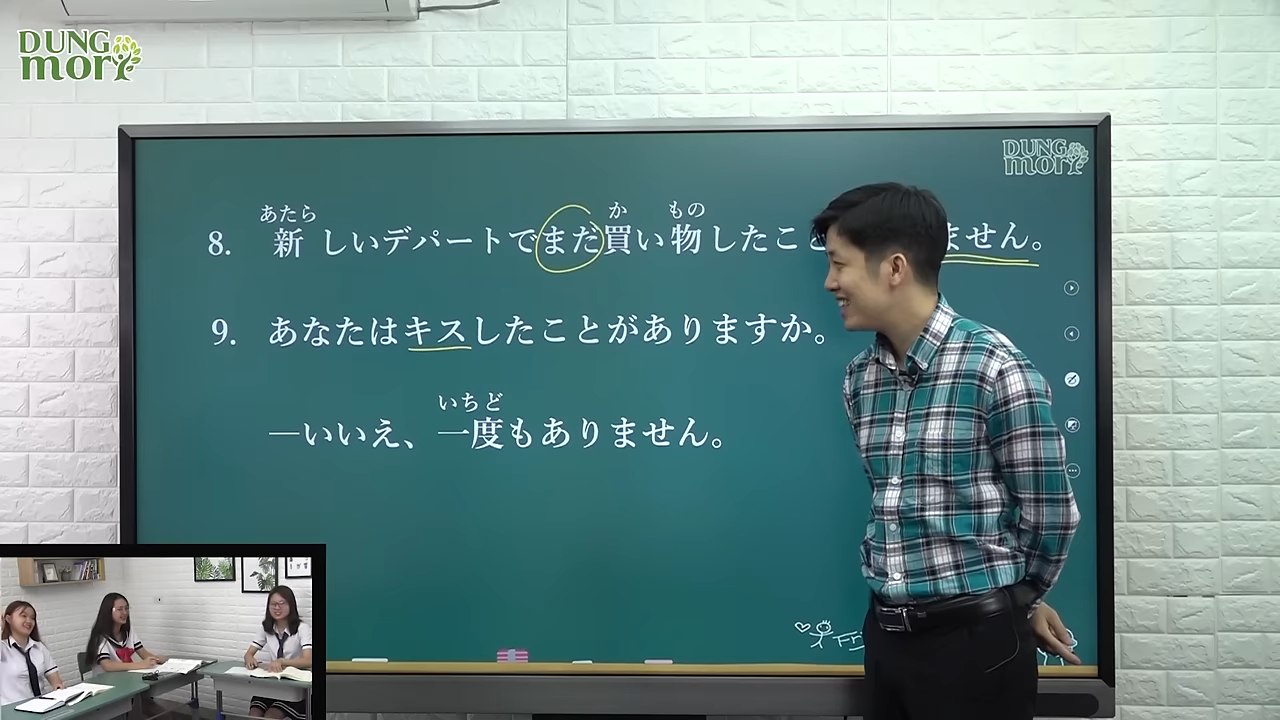 DUNG
mori
DUNG
mori
あたら か もの
8. 新しいデパートでまだ買い物したこと ません。
9. あなたはキスしたことがありますか。
いちど
―いいえ、一度もありません。